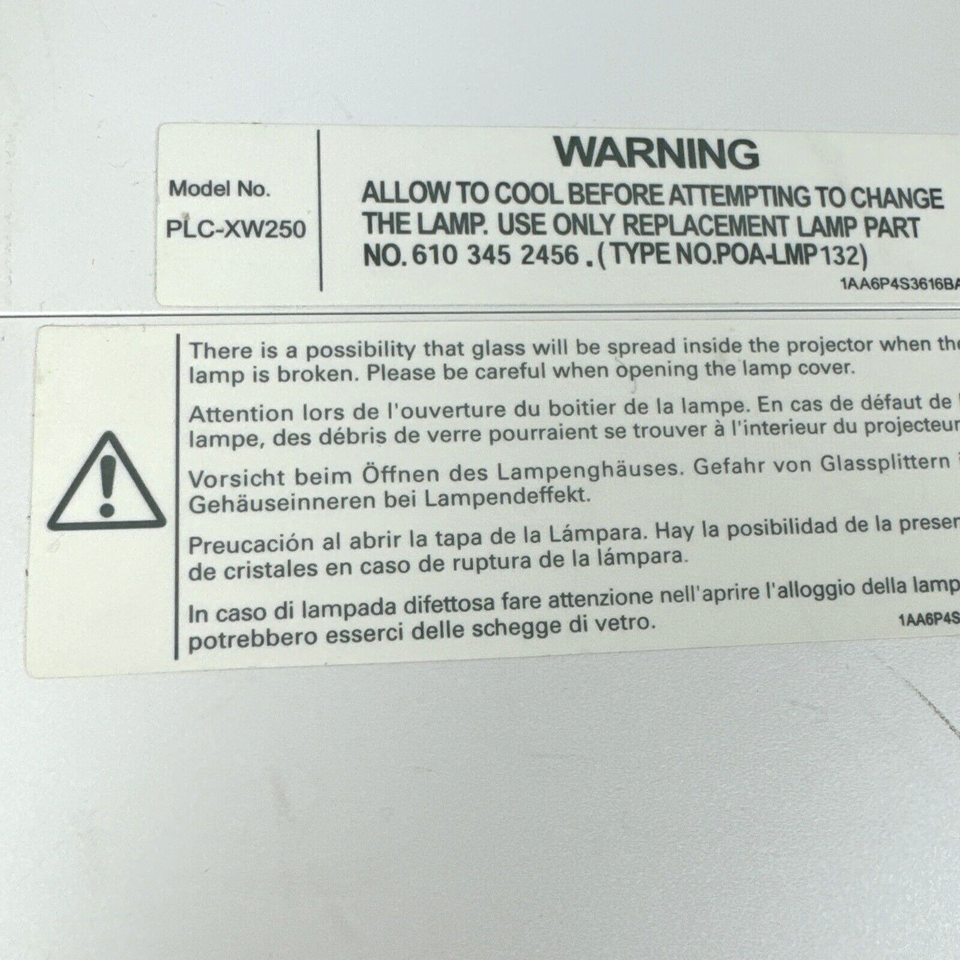 WARNING
Model No.
PLC-XW250
ALLOW TO COOL BEFORE ATTEMPTING TO CHANGE
THE LAMP. USE ONLY REPLACEMENT LAMP PART
NO. 610 345 2456 . ( TYPE NO.POA-LMP 132)
1AA6P4S3616BA
There is a possibility that glass will be spread inside the projector when the
lamp is broken. Please be careful when opening the lamp cover.
Attention lors de l'ouverture du boitier de la lampe. En cas de défaut de
lampe, des débris de verre pourraient se trouver à l'interieur du projecteur
Vorsicht beim Öffnen des Lampenghäuses. Gefahr von Glassplittern
Gehäuseinneren bei Lampendeffekt.
Preucación al abrir la tapa de la Lámpara. Hay la posibilidad de la presen
de cristales en caso de ruptura de la lámpara.
In caso di lampada difettosa fare attenzione nell'aprire l'alloggio della lamp
potrebbero esserci delle schegge di vetro.
1AA6P4S